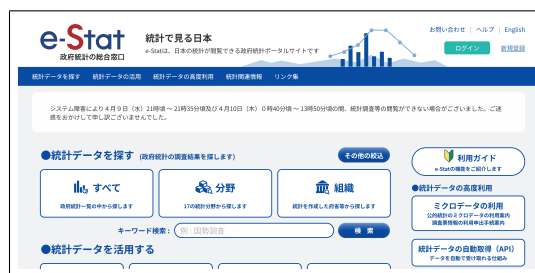 e-Stat
政府統計の総合窓口
統計で見る日本
e-Statは、日本の統計が閲覧できる政府統計ポータルサイトです
お問い合わせ | ヘルプ | English
ログイン 新規登録
統計データを探す 統計データの活用 統計データの高度利用 統計関連情報 リンク集
システム障害により４月９日（水）21時頃 ～ 21時35分頃及び４月10日（木）０時40分頃 ～ 13時50分頃の間、統計調査等の閲覧ができない場合がございました。ご迷
惑をおかけして申し訳ございませんでした。
●統計データを探す (政府統計の調査結果を探します)
その他の絞込
すべて
政府統計一覧の中から探します
分野
17の統計分野から探します
組織
統計を作成した府省等から探します
キーワード検索： 例：国勢調査 検索
●統計データを活用する
利用ガイド
e-Statの機能をご紹介します
●統計データの高度利用
ミクロデータの利用
公的統計のミクロデータの利用案内
調査票情報の利用申出手続案内
統計データの自動取得（API）
データを自動で受け取れる仕組み